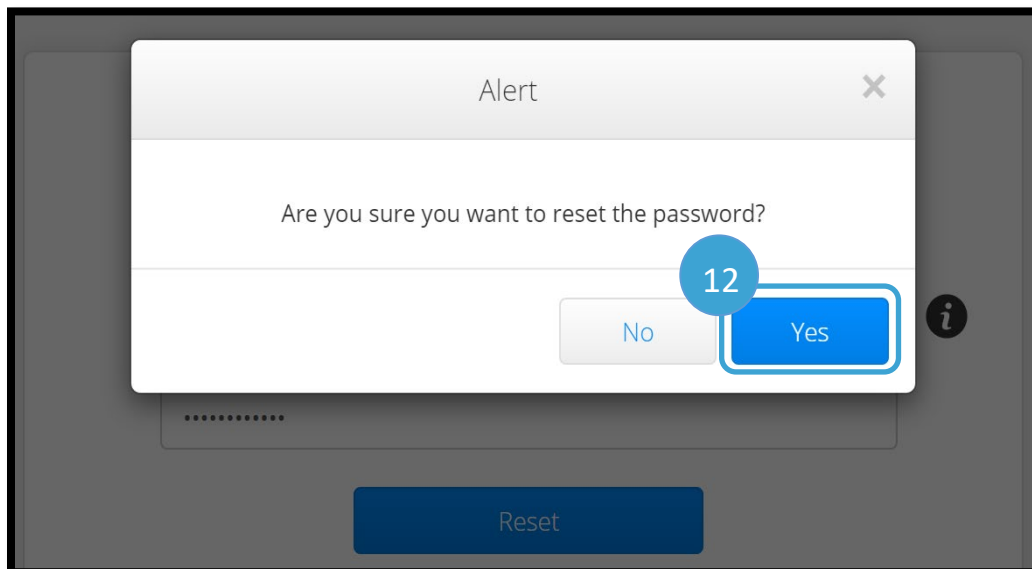 Alert ×
Are you sure you want to reset the password?
12
No Yes
i
••••••••••••
Reset